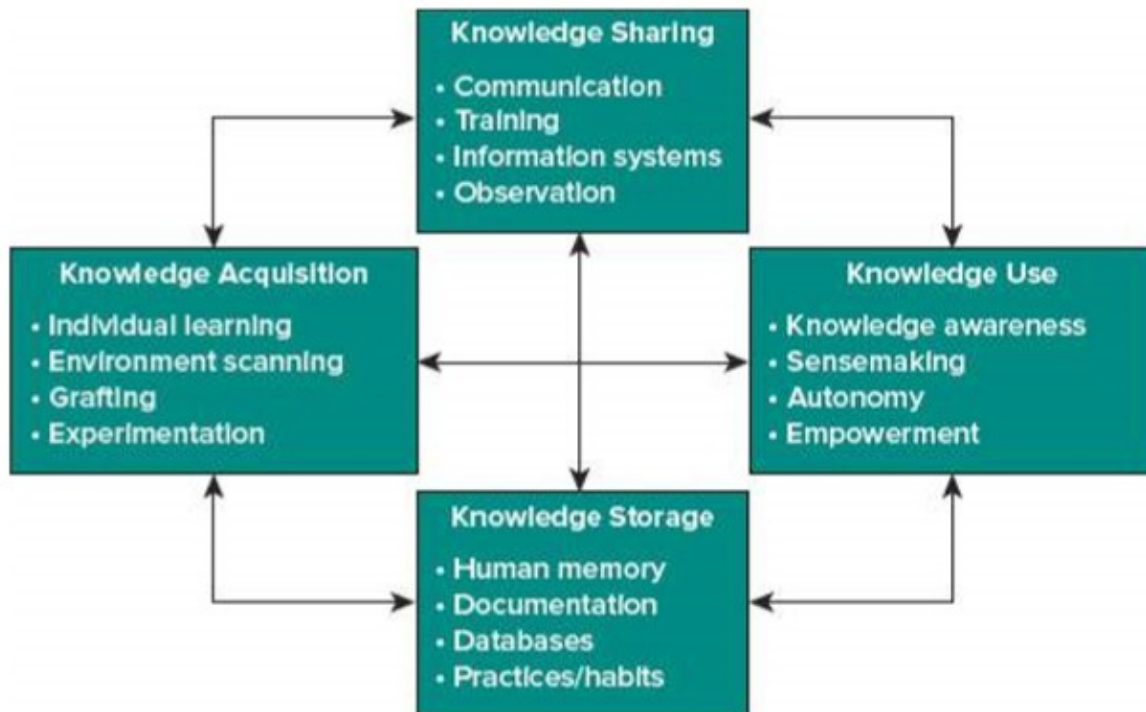 Knowledge Sharing
• Communication
• Training
• Information systems
• Observation
Knowledge Acquisition
• Individual learning
• Environment scanning
• Grafting
• Experimentation
Knowledge Use
• Knowledge awareness
• Sensemaking
• Autonomy
• Empowerment
Knowledge Storage
• Human memory
• Documentation
• Databases
• Practices/habits